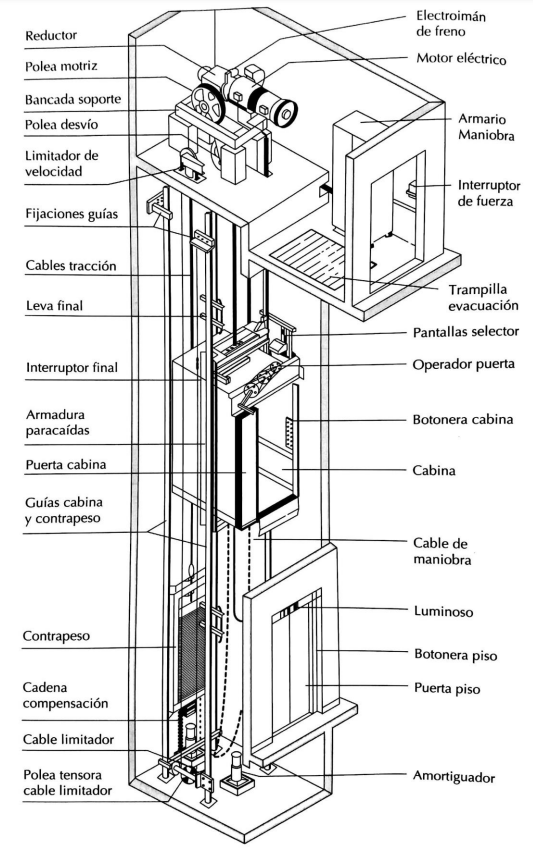 Reductor
Polea motriz
Bancada soporte
Polea desvío
Limitador de
velocidad
Fijaciones guías
Cables tracción
Leva final
Interruptor final
Armadura
paracaídas
Puerta cabina
Guías cabina
y contrapeso
Contrapeso
Cadena
compensación
Cable limitador
Polea tensora
cable limitador
Electroimán
de freno
Motor eléctrico
Armario
Maniobra
Interruptor
de fuerza
Trampilla
evacuación
Pantallas selector
Operador puerta
Botonera cabina
Cabina
Cable de
maniobra
Luminoso
Botonera piso
Puerta piso
Amortiguador